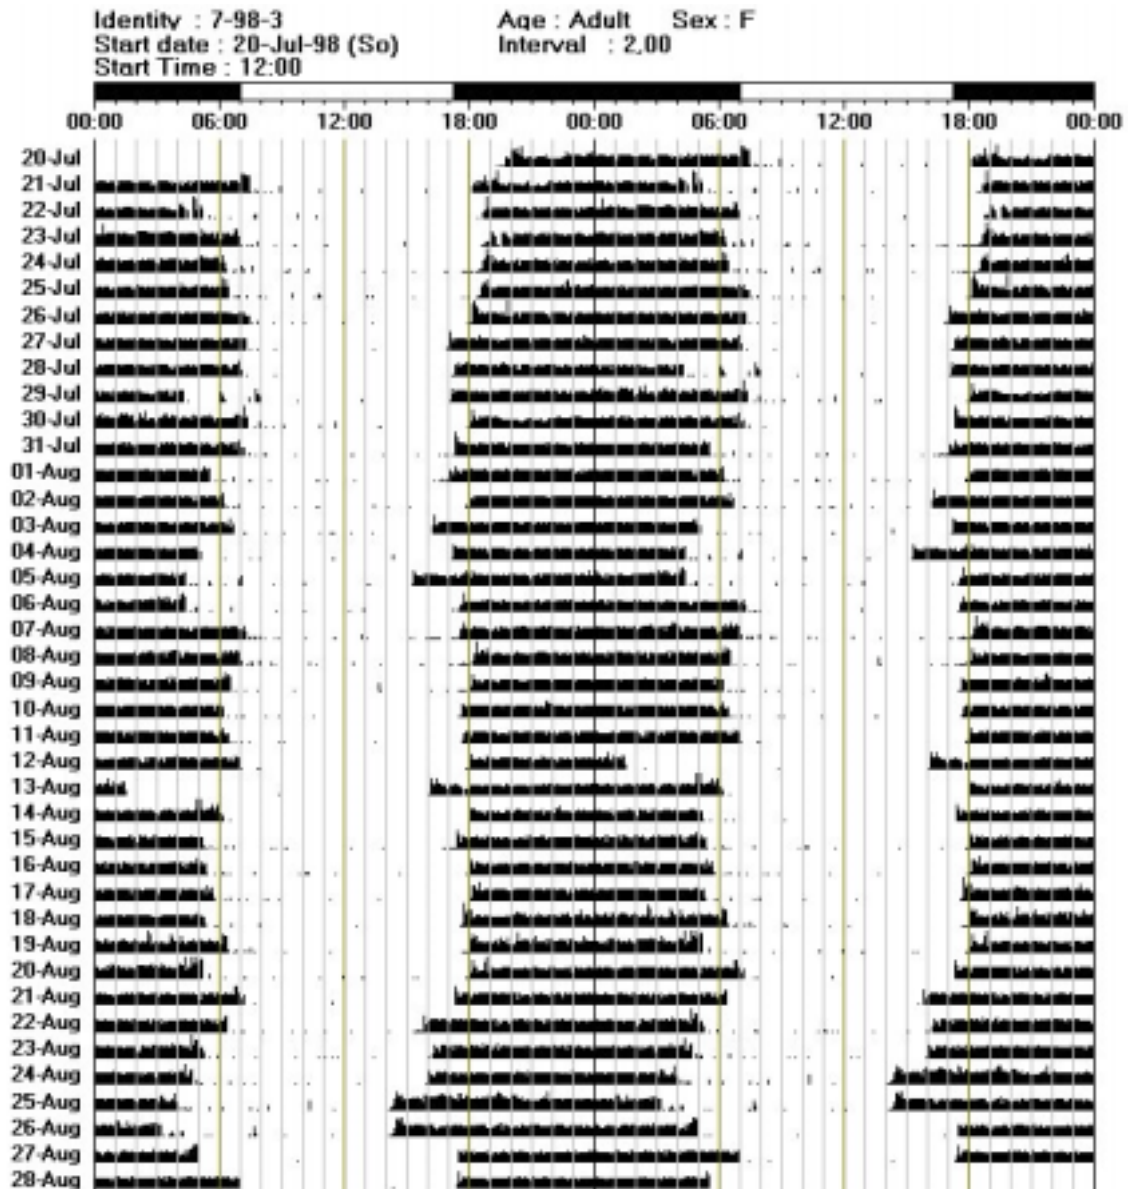 Identity : 7-98-3 Age : Adult Sex : F
Start date : 20-Jul-98 (So) Interval : 2,00
Start Time : 12:00
00:00 06:00 12:00 18:00 00:00 06:00 12:00 18:00 00:00
20-Jul
21-Jul
22-Jul
23-Jul
24-Jul
25-Jul
26-Jul
27-Jul
28-Jul
29-Jul
30-Jul
31-Jul
01-Aug
02-Aug
03-Aug
04-Aug
05-Aug
06-Aug
07-Aug
08-Aug
09-Aug
10-Aug
11-Aug
12-Aug
13-Aug
14-Aug
15-Aug
16-Aug
17-Aug
18-Aug
19-Aug
20-Aug
21-Aug
22-Aug
23-Aug
24-Aug
25-Aug
26-Aug
27-Aug
28-Aug